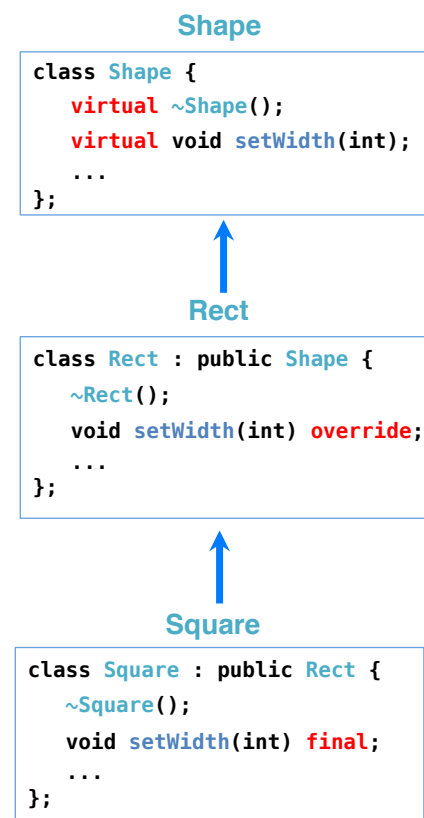 Shape
class Shape {
virtual ~Shape();
virtual void setWidth(int);
...
};
Rect
class Rect : public Shape {
~Rect();
void setWidth(int) override;
...
};
Square
class Square : public Rect {
~Square();
void setWidth(int) final;
...
};